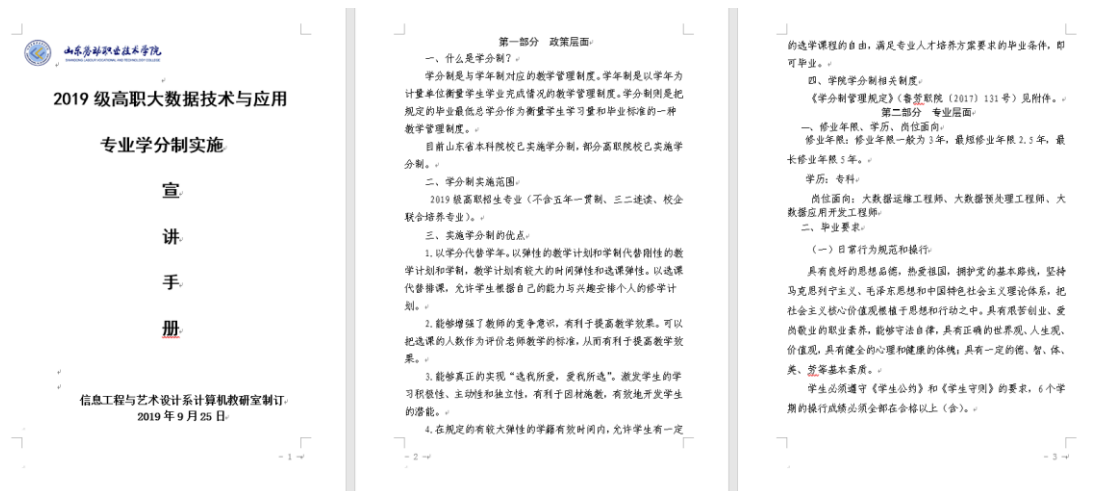 山东劳动职业技术学院
SHANDONG LABOUR VOCATIONAL AND TECHNOLOGY COLLEGE
2019 级高职大数据技术与应用
专业学分制实施
宣
讲
手
册
信息工程与艺术设计系计算机教研室制订
2019 年 9 月 25 日
- 1 -
第一部分 政策层面
一、什么是学分制?
学分制是与学年制对应的教学管理制度。学年制是以学年为
计量单位衡量学生学业完成情况的教学管理制度。学分制则是把
规定的毕业最低总学分作为衡量学生学习量和毕业标准的一种
教学管理制度。
目前山东省本科院校已实施学分制,部分高职院校已实施学
分制。
二、学分制实施范围
2019 级高职招生专业(不含五年一贯制、三二连读、校企
联合培养专业)。
三、实施学分制的优点
1.以学分代替学年。以弹性的教学计划和学制代替刚性的教
学计划和学制,教学计划有较大的时间弹性和选课弹性。以选课
代替排课,允许学生根据自己的能力与兴趣安排个人的修学计
划。
2.能够增强了教师的竞争意识,有利于提高教学效果。可以
把选课的人数作为评价老师教学的标准,从而有利于提高教学效
果。
3.能够真正的实现“选我所爱,爱我所选”。激发学生的学
习积极性、主动性和独立性,有利于因材施教,有效地开发学生
的潜能。
4.在规定的有较大弹性的学籍有效时间内,允许学生有一定
- 2 -
的选学课程的自由,满足专业人才培养方案要求的毕业条件,即
可毕业。
四、学院学分制相关制度
《学分制管理规定》(鲁劳职院〔2017〕131 号)见附件。
第二部分 专业层面
一、修业年限、学历、岗位面向
修业年限:修业年限一般为 3 年,最短修业年限 2.5 年,最
长修业年限 5 年。
学历:专科
岗位面向:大数据运维工程师、大数据预处理工程师、大
数据应用开发工程师
二、毕业要求
(一)日常行为规范和操行
具有良好的思想品德,热爱祖国,拥护党的基本路线,坚持
马克思列宁主义、毛泽东思想和中国特色社会主义理论体系,把
社会主义核心价值观根植于思想和行动之中。具有艰苦创业、爱
岗敬业的职业素养,能够守法自律,具有正确的世界观、人生观、
价值观,具有健全的心理和健康的体魄;具有一定的德、智、体、
美、劳等基本素质。
学生必须遵守《学生公约》和《学生守则》的要求,6 个学
期的操行成绩必须全部在合格以上(含)。
- 3 -